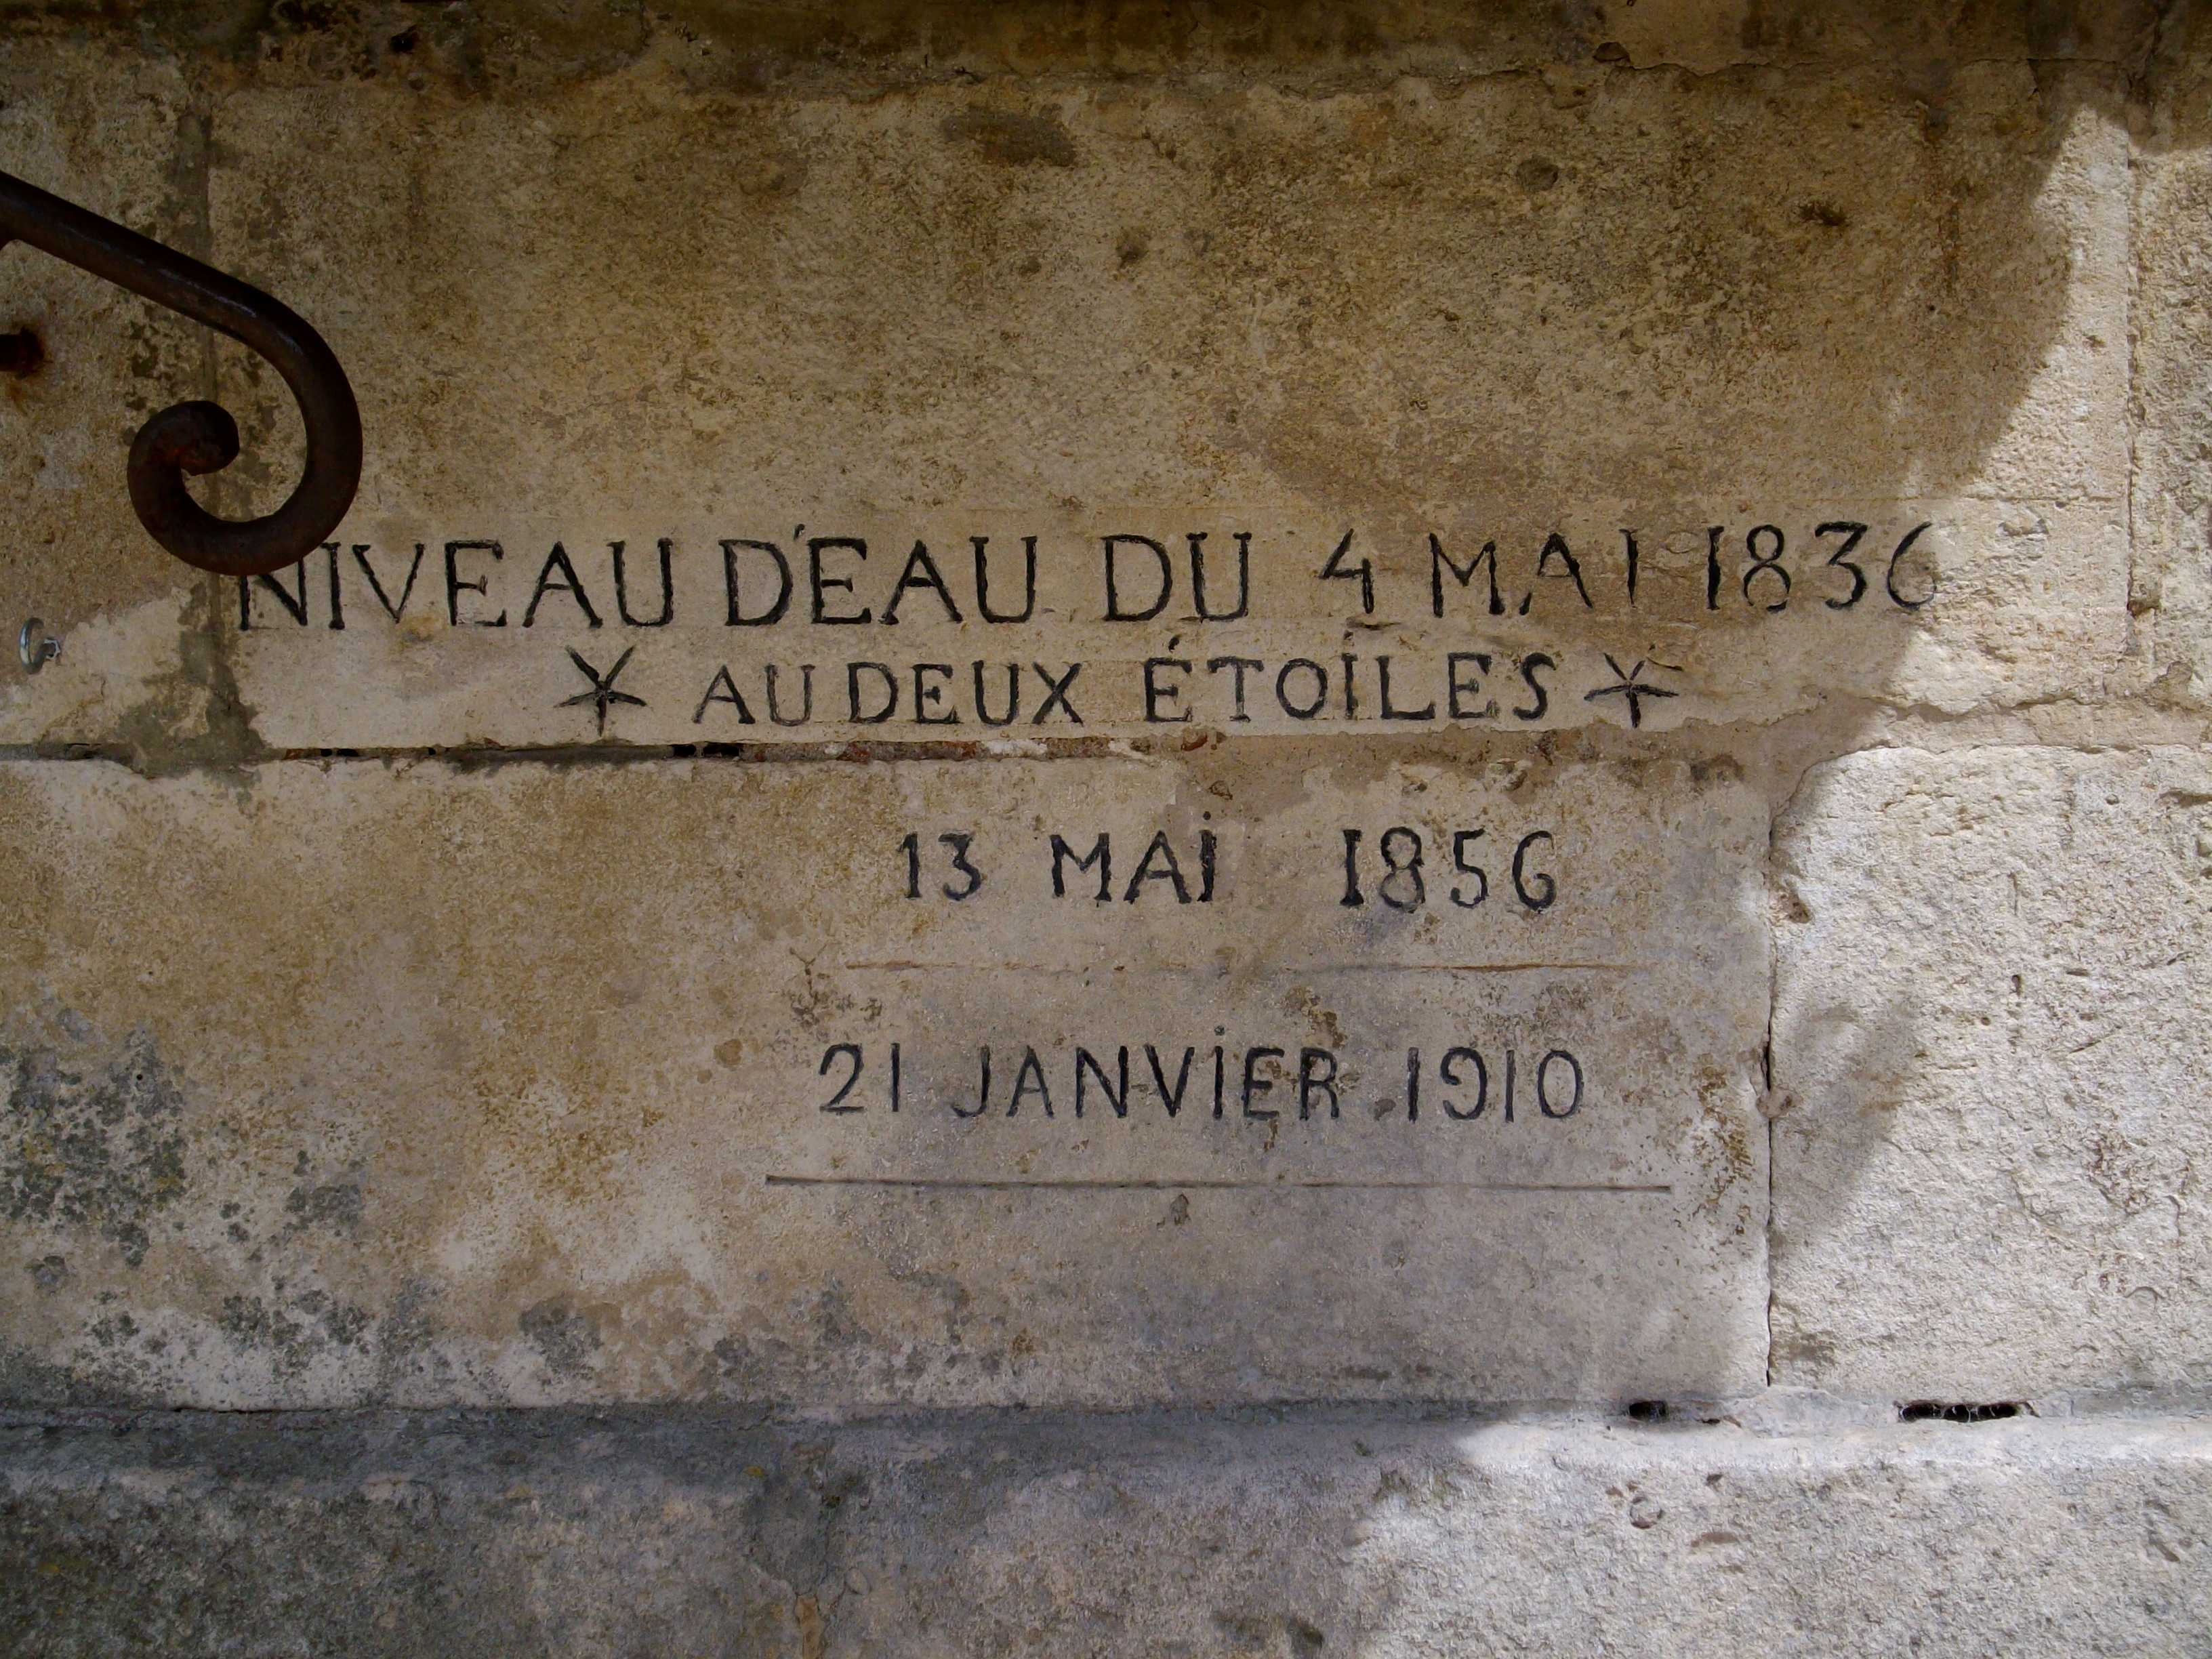 NIVEAU D'EAU DU 4 MAI 1836
* AU DEUX ÉTOILES *
13 MAI 1856
21 JANVIER 1910